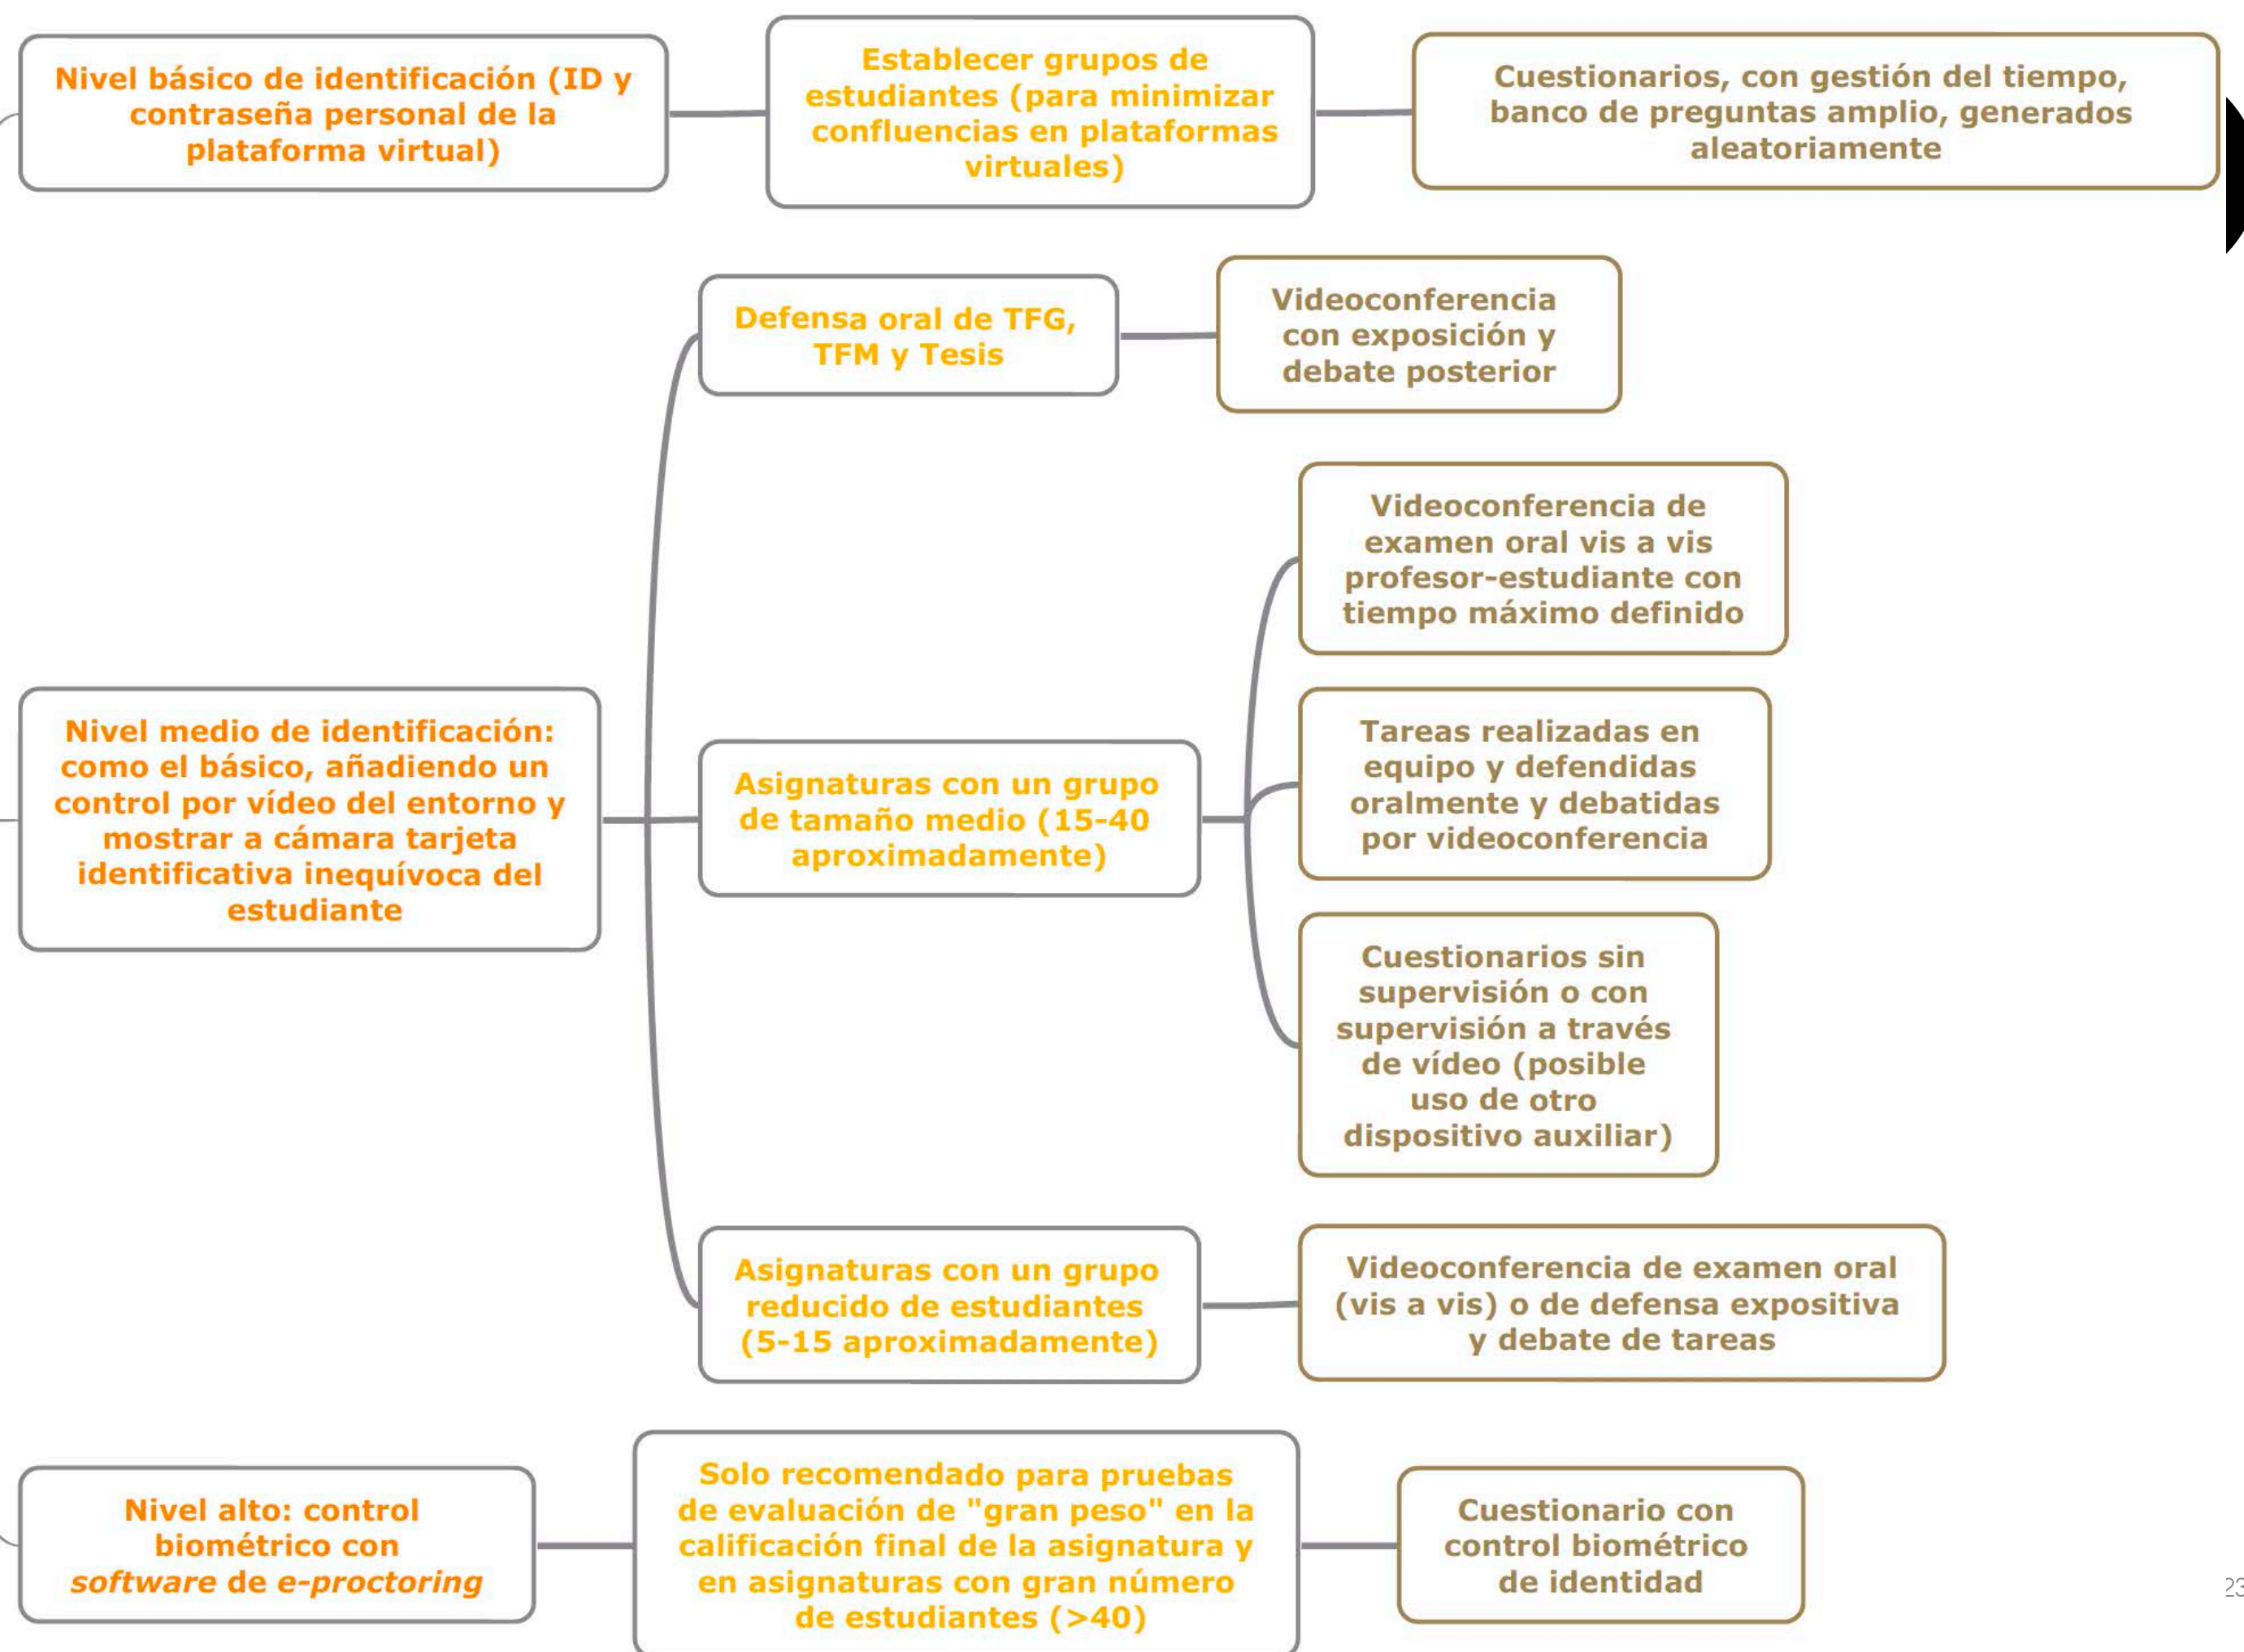 Nivel básico de identificación (ID y
contraseña personal de la
plataforma virtual)
Establecer grupos de
estudiantes (para minimizar
confluencias en plataformas
virtuales)
Cuestionarios, con gestión del tiempo,
banco de preguntas amplio, generados
aleatoriamente
Nivel medio de identificación:
como el básico, añadiendo un
control por vídeo del entorno y
mostrar a cámara tarjeta
identificativa inequívoca del
estudiante
Defensa oral de TFG,
TFM y Tesis
Videoconferencia
con exposición y
debate posterior
Asignaturas con un grupo
de tamaño medio (15-40
aproximadamente)
Videoconferencia de
examen oral vis a vis
profesor-estudiante con
tiempo máximo definido
Tareas realizadas en
equipo y defendidas
oralmente y debatidas
por videoconferencia
Cuestionarios sin
supervisión o con
supervisión a través
de vídeo (posible
uso de otro
dispositivo auxiliar)
Asignaturas con un grupo
reducido de estudiantes
(5-15 aproximadamente)
Videoconferencia de examen oral
(vis a vis) o de defensa expositiva
y debate de tareas
Nivel alto: control
biométrico con
software de e-proctoring
Solo recomendado para pruebas
de evaluación de "gran peso" en la
calificación final de la asignatura y
en asignaturas con gran número
de estudiantes (>40)
Cuestionario con
control biométrico
de identidad
23